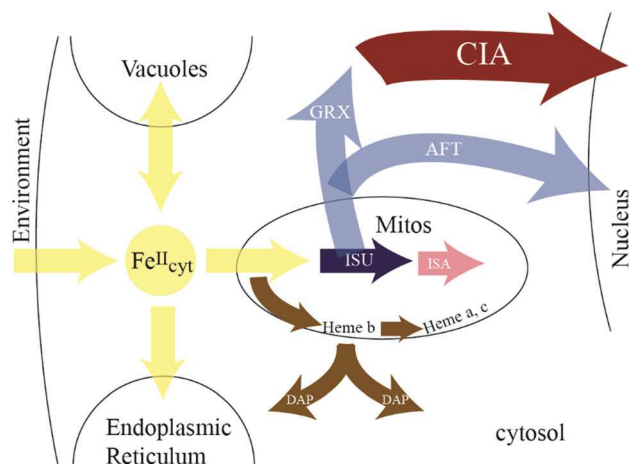 CIA
Vacuoles
GRX
AFT
Environment
Mitos
Nucleus
Fe^II_cyt
ISU
ISA
Heme b
Heme a, c
DAP
DAP
Endoplasmic
Reticulum
cytosol